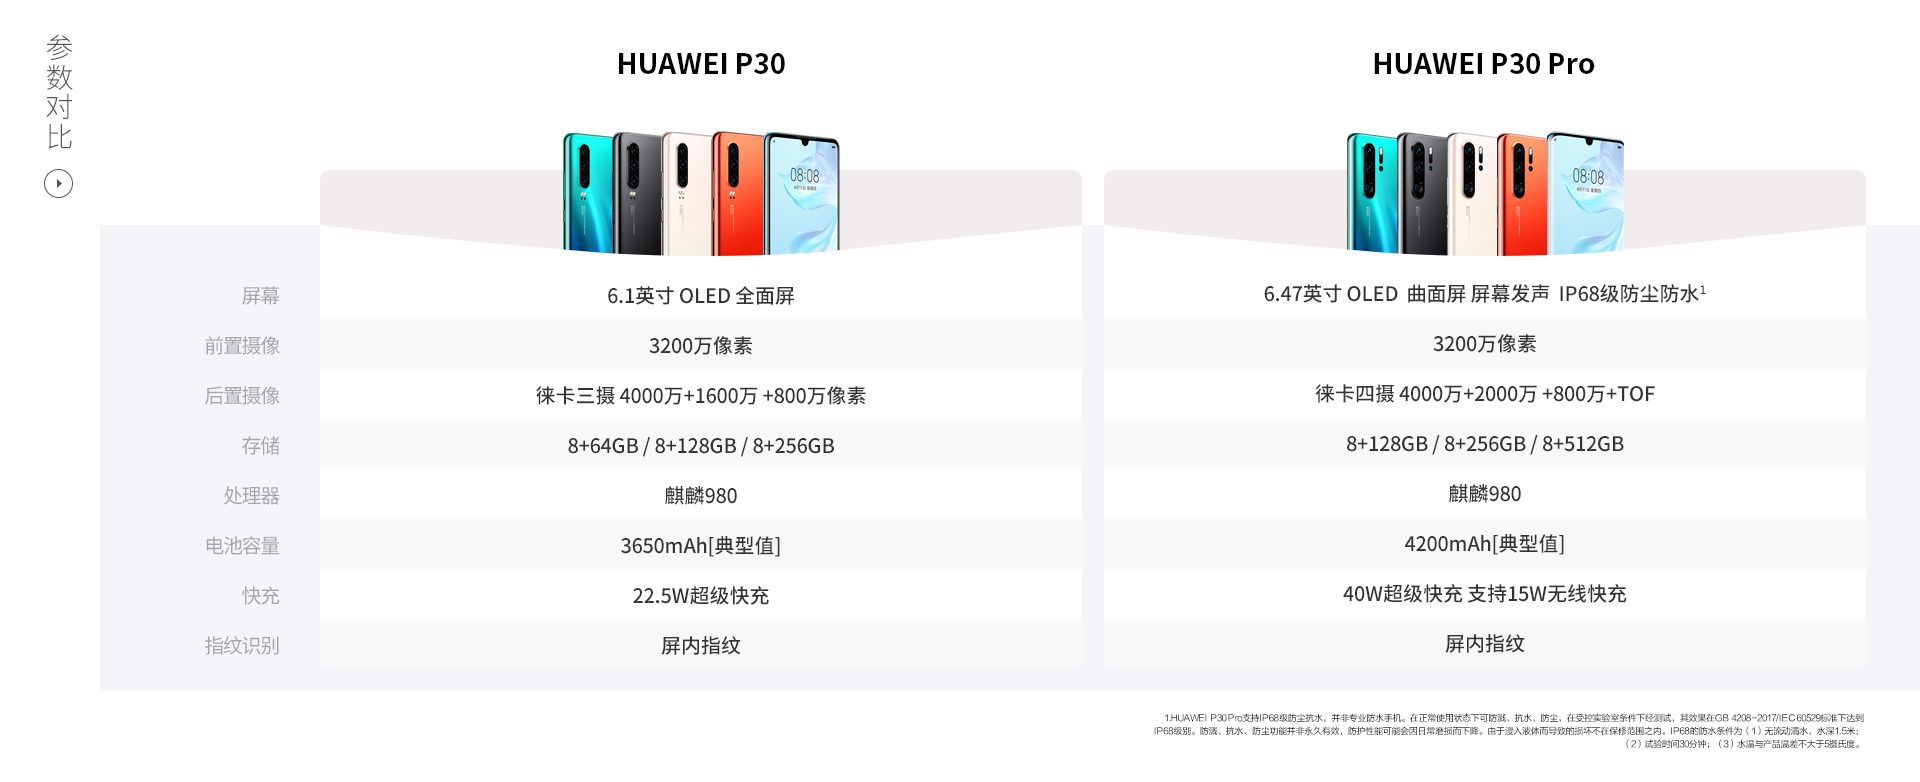 参数对比
HUAWEI P30
HUAWEI P30 Pro
08:08
08:08
屏幕
6.1英寸 OLED 全面屏
6.47英寸 OLED 曲面屏 屏幕发声 IP68级防尘防水¹
前置摄像
3200万像素
3200万像素
后置摄像
徕卡三摄 4000万+1600万 +800万像素
徕卡四摄 4000万+2000万 +800万+TOF
存储
8+64GB / 8+128GB / 8+256GB
8+128GB / 8+256GB / 8+512GB
处理器
麒麟980
麒麟980
电池容量
3650mAh[典型值]
4200mAh[典型值]
快充
22.5W超级快充
40W超级快充 支持15W无线快充
指纹识别
屏内指纹
屏内指纹
1.HUAWEI P30 Pro支持IP68级防尘抗水，并非专业防水手机。在正常使用状态下可防溅、抗水、防尘，在受控实验室条件下经测试，其效果在GB 4208-2017/IEC 60529标准下达到
IP68级别。防溅、抗水、防尘功能并非永久有效，防护性能可能会因日常磨损而下降。由于浸入液体而导致的损坏不在保修范围之内。IP68的防水条件为（1）无流动清水，水深1.5米；
（2）试验时间30分钟；（3）水温与产品温差不大于5摄氏度。